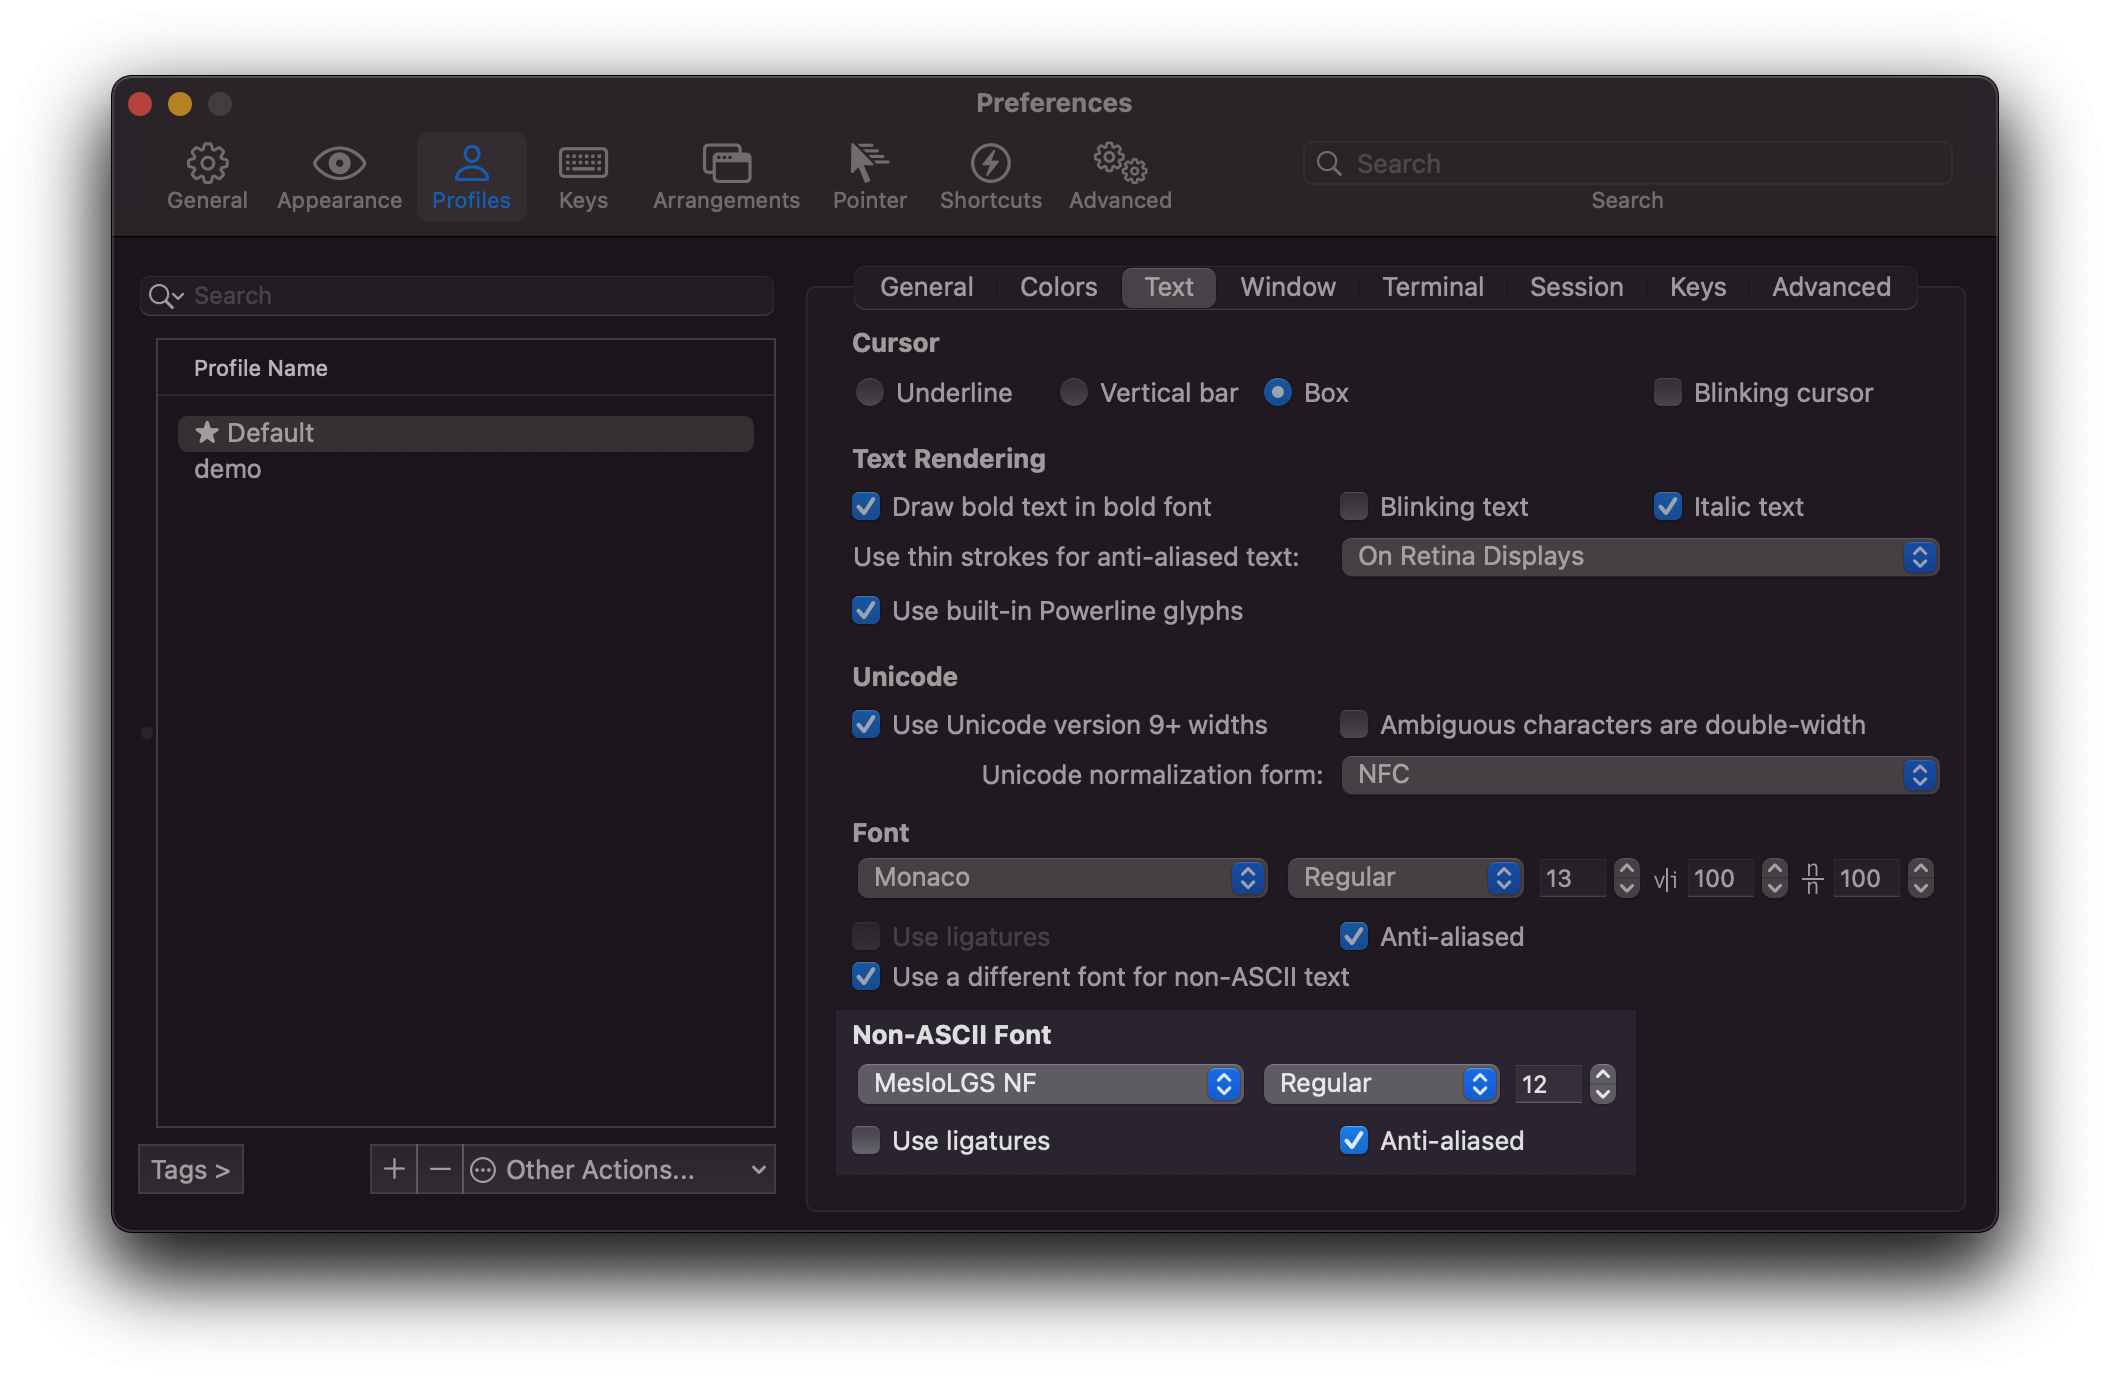 Preferences
General Appearance Profiles Keys Arrangements Pointer Shortcuts Advanced
Search
Search
Search
Profile Name
★ Default
demo
Tags >
+ − Other Actions...
General Colors Text Window Terminal Session Keys Advanced
Cursor
Underline Vertical bar Box Blinking cursor
Text Rendering
Draw bold text in bold font Blinking text Italic text
Use thin strokes for anti-aliased text: On Retina Displays
Use built-in Powerline glyphs
Unicode
Use Unicode version 9+ widths Ambiguous characters are double-width
Unicode normalization form: NFC
Font
Monaco Regular 13 v|i 100 n/n 100
Use ligatures Anti-aliased
Use a different font for non-ASCII text
Non-ASCII Font
MesloLGS NF Regular 12
Use ligatures Anti-aliased